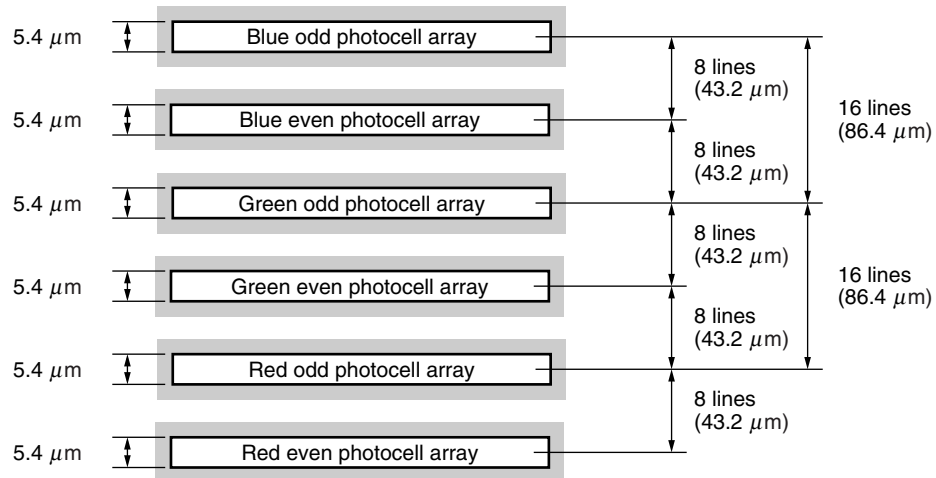 5.4 μm
Blue odd photocell array
8 lines
(43.2 μm)
16 lines
(86.4 μm)
5.4 μm
Blue even photocell array
8 lines
(43.2 μm)
5.4 μm
Green odd photocell array
8 lines
(43.2 μm)
16 lines
(86.4 μm)
5.4 μm
Green even photocell array
8 lines
(43.2 μm)
5.4 μm
Red odd photocell array
8 lines
(43.2 μm)
5.4 μm
Red even photocell array